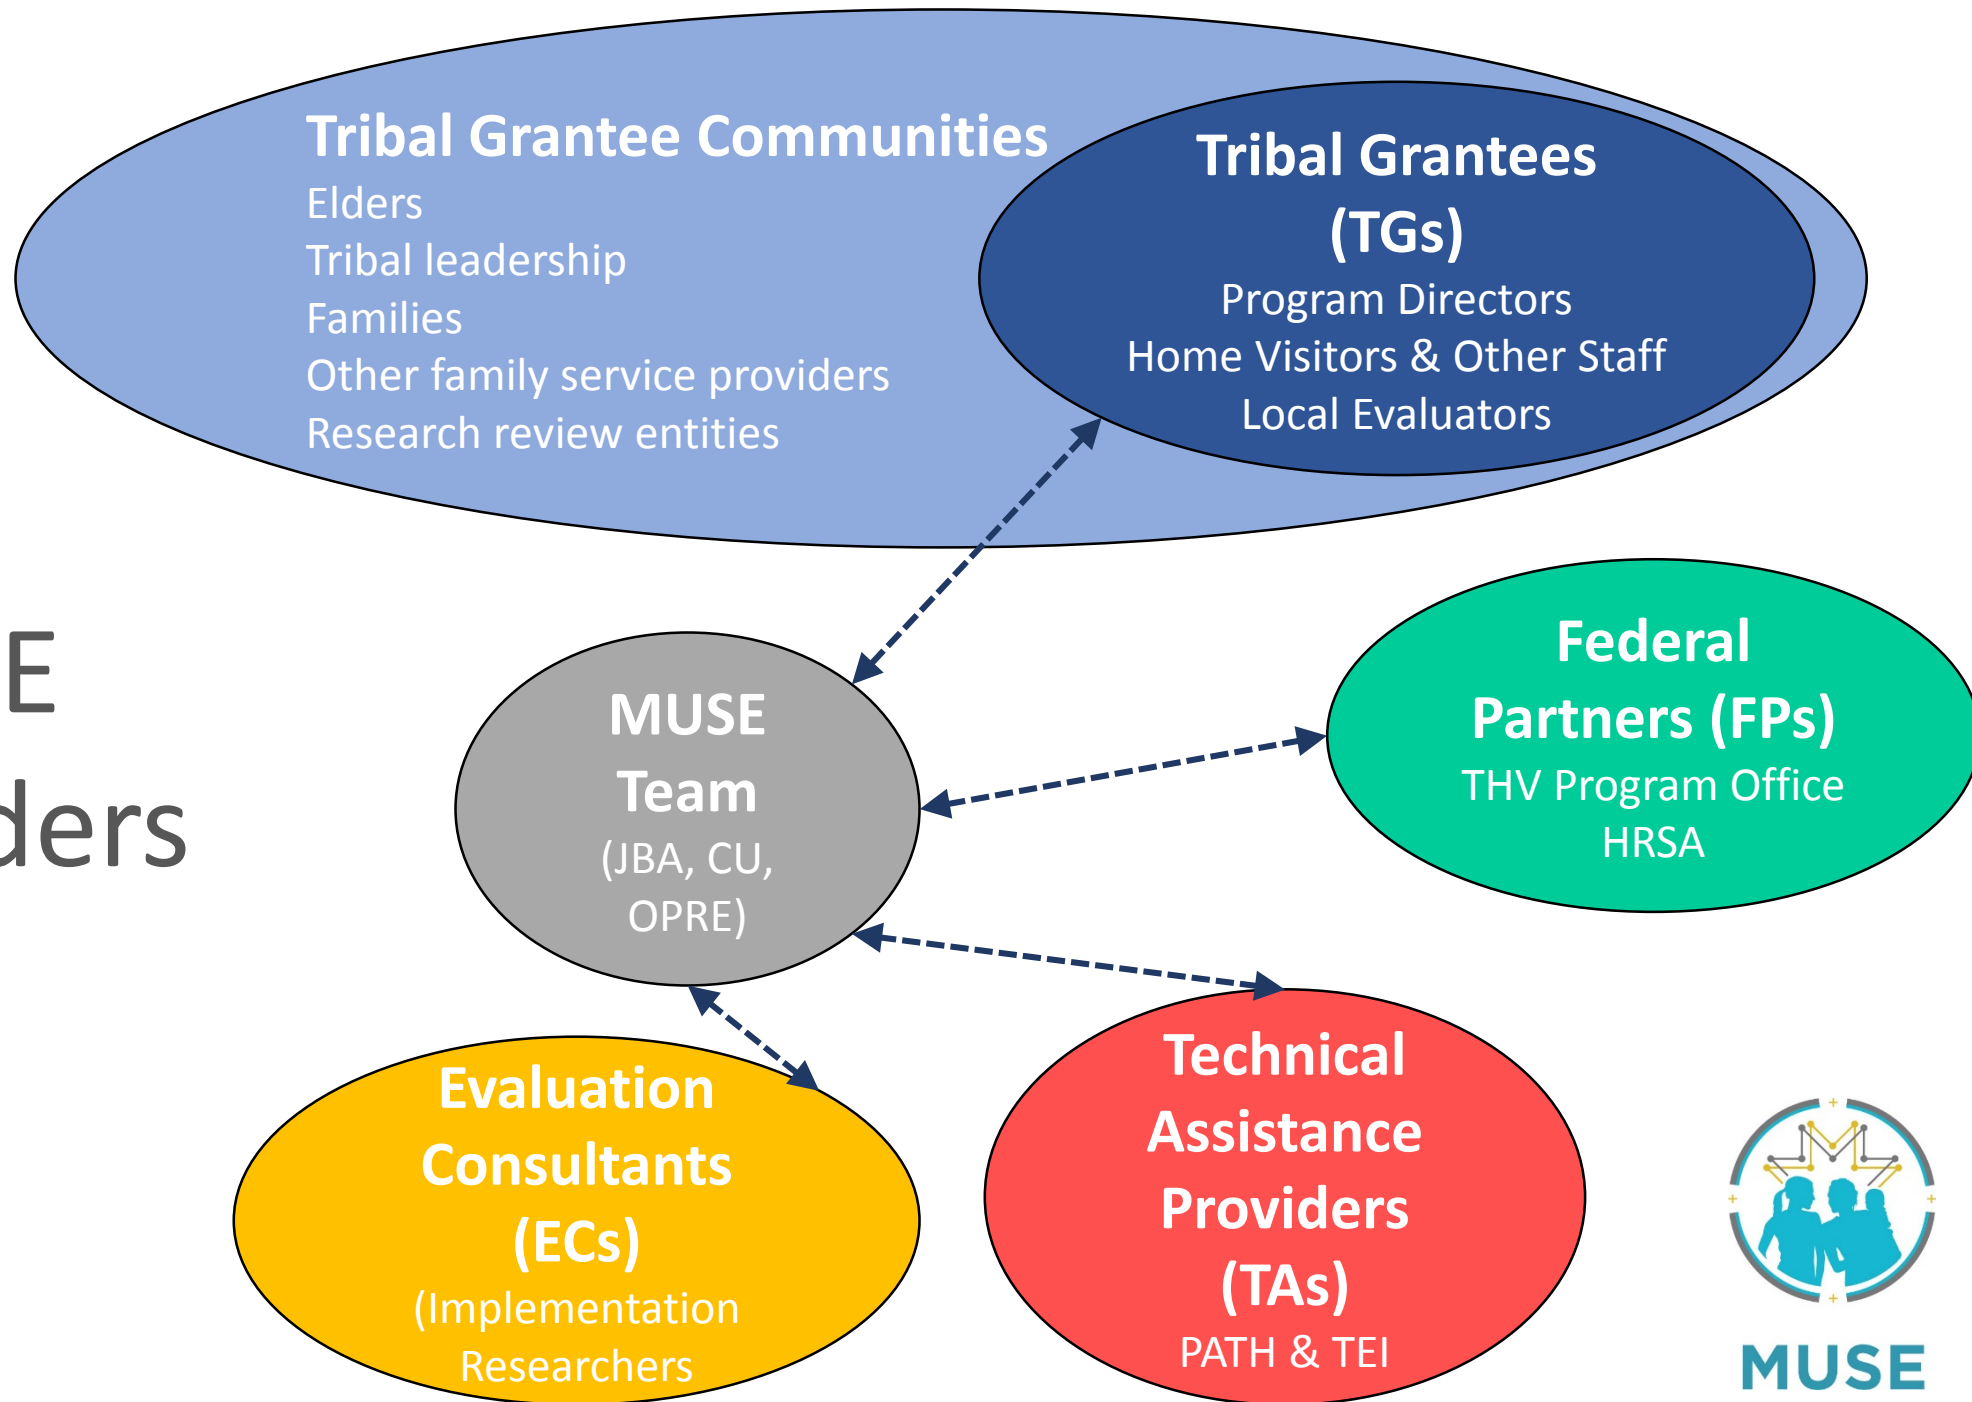 Tribal Grantee Communities
Elders
Tribal leadership
Families
Other family service providers
Research review entities
Tribal Grantees
(TGs)
Program Directors
Home Visitors & Other Staff
Local Evaluators
E
ders
MUSE
Team
(JBA, CU,
OPRE)
Federal
Partners (FPs)
THV Program Office
HRSA
Evaluation
Consultants
(ECs)
(Implementation
Researchers
Technical
Assistance
Providers
(TAs)
PATH & TEI
MUSE